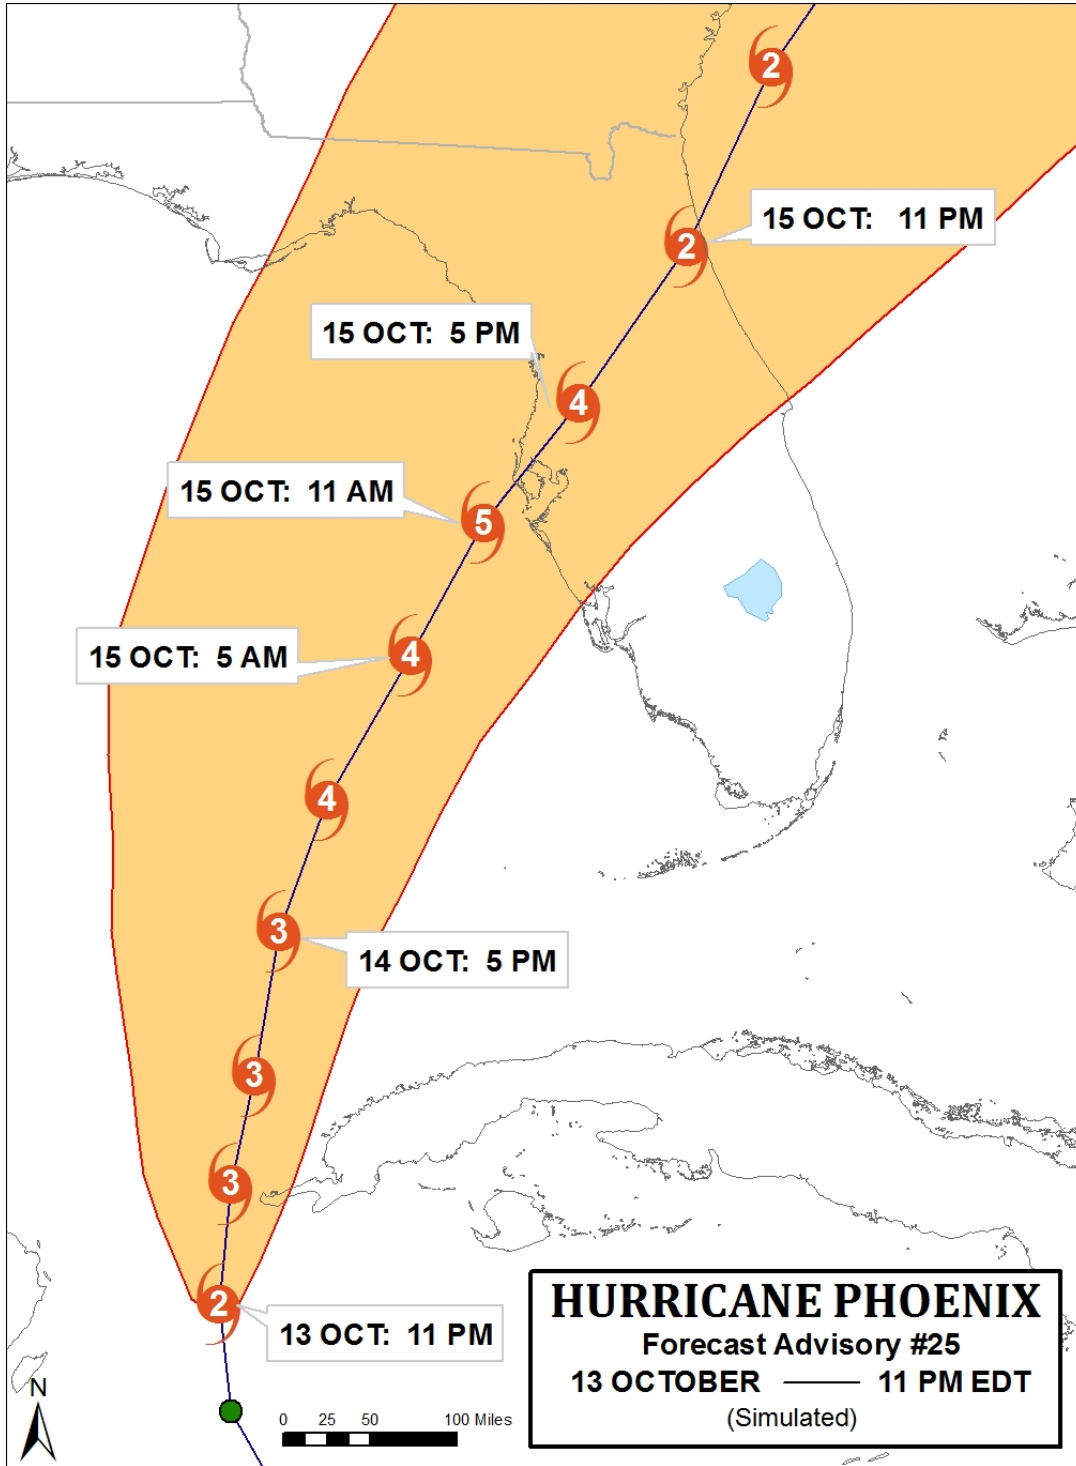 2
15 OCT: 11 PM
2
15 OCT: 5 PM
4
15 OCT: 11 AM
5
15 OCT: 5 AM
4
4
3
14 OCT: 5 PM
3
3
2
13 OCT: 11 PM
HURRICANE PHOENIX
Forecast Advisory #25
13 OCTOBER —— 11 PM EDT
(Simulated)
N
0 25 50 100 Miles